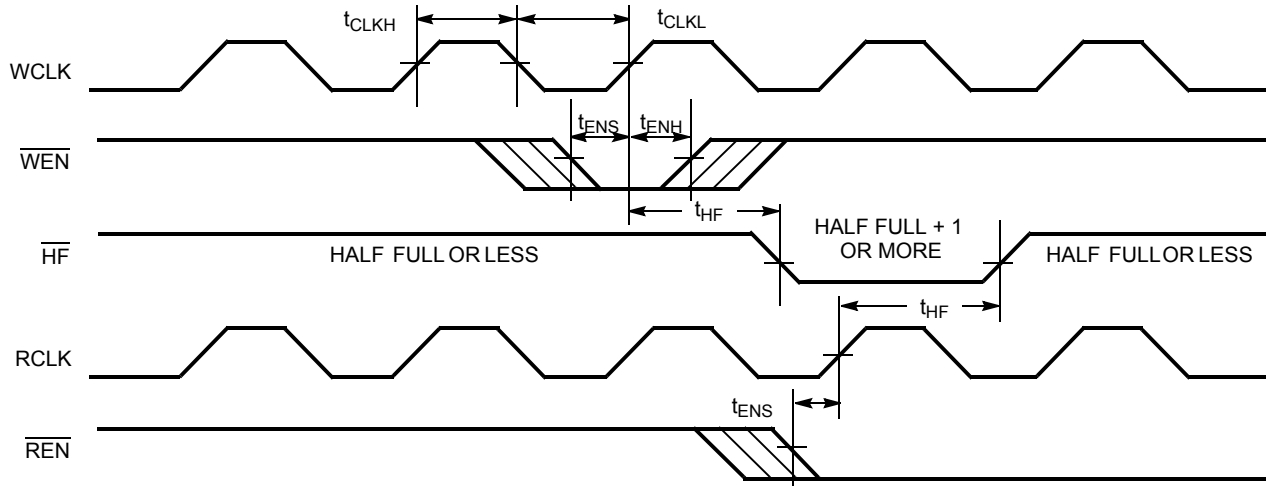 tCLKH
tCLKL
WCLK
tENS
tENH
WEN
tHF
HALF FULL + 1
OR MORE
HF
HALF FULL OR LESS
HALF FULL OR LESS
tHF
RCLK
tENS
REN